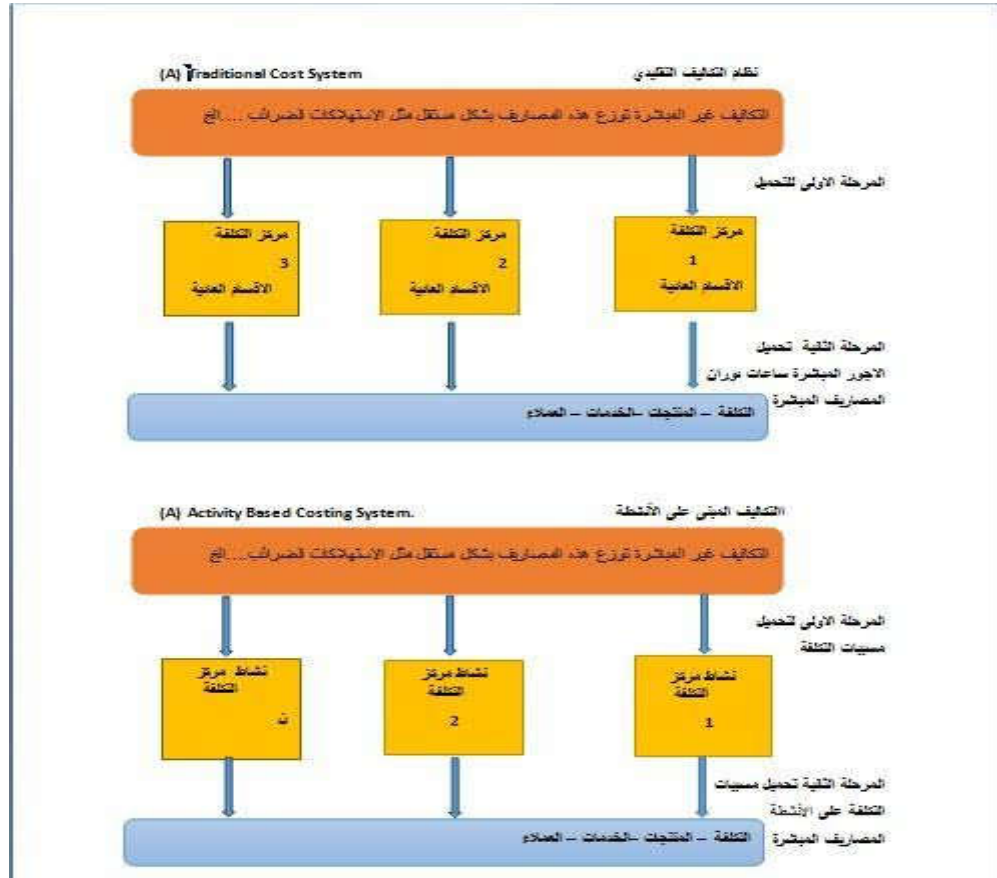 (A) Traditional Cost System
نظام التكاليف التقليدي
التكاليف غير المباشرة توزع هذه المصاريف بشكل مستقل مثل الاستهلاكات الضرائب ....الخ
المرحلة الاولى للتحميل
مركز التكلفة
1
الاقسام العانية
مركز التكلفة
2
الاقسام العانية
مركز التكلفة
3
الاقسام العانية
المرحلة الثانية تحميل
الاجور المباشرة ساعات دوران
المصاريف المباشرة
التكلفة – المنتجات –الخدمات – العملاء
(A) Activity Based Costing System.
التكاليف المبنى على الأنشطة
التكاليف غير المباشرة توزع هذه المصاريف بشكل مستقل مثل الاستهلاكات الضرائب ....الخ
المرحلة الاولى لتحميل
مسببات التكلفة
نشاط مركز
التكلفة
1
نشاط مركز
التكلفة
2
نشاط مركز
التكلفة
المرحلة الثانية تحميل مسببات
التكلفة على الأنشطة
المصاريف المباشرة
التكلفة – المنتجات –الخدمات – العملاء